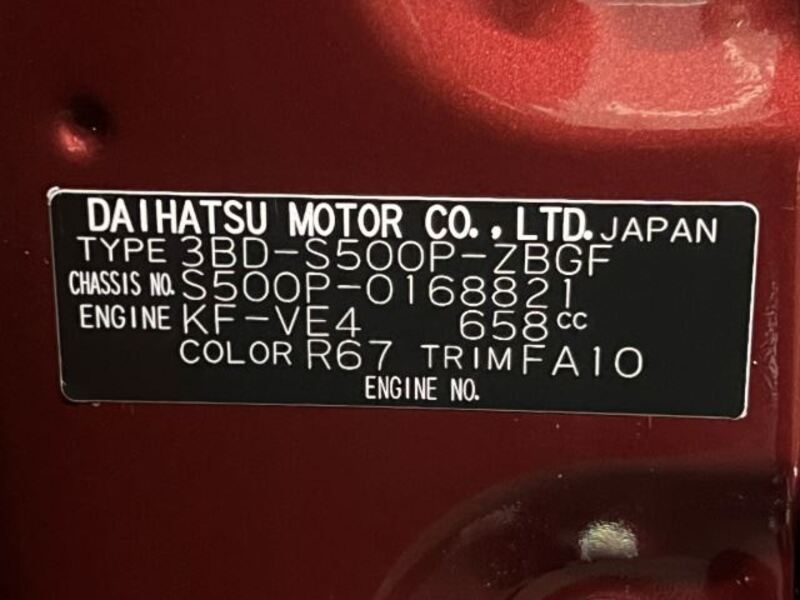 DAIHATSU MOTOR CO., LTD. JAPAN
TYPE 3BD-S500P-ZBGF
CHASSIS NO. S500P-0168821
ENGINE KF-VE4 658cc
COLOR R67 TRIM FA10
ENGINE NO.